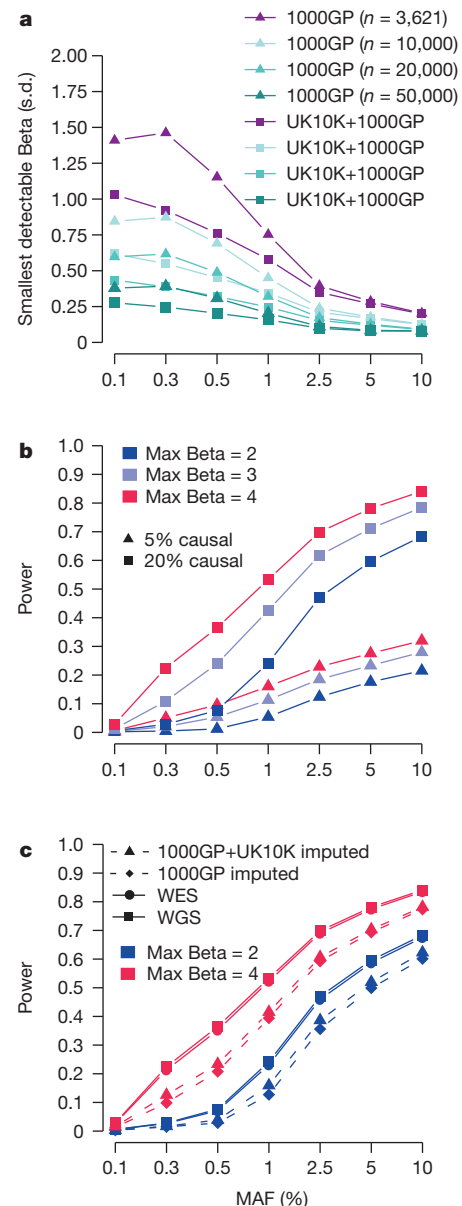 a
1000GP (n = 3,621)
1000GP (n = 10,000)
1000GP (n = 20,000)
1000GP (n = 50,000)
UK10K+1000GP
UK10K+1000GP
UK10K+1000GP
UK10K+1000GP
Smallest detectable Beta (s.d.)
2.00
1.75
1.50
1.25
1.00
0.75
0.50
0.25
0
0.1 0.3 0.5 1 2.5 5 10
b
Max Beta = 2
Max Beta = 3
Max Beta = 4
5% causal
20% causal
Power
1.0
0.9
0.8
0.7
0.6
0.5
0.4
0.3
0.2
0.1
0
0.1 0.3 0.5 1 2.5 5 10
c
1000GP+UK10K imputed
1000GP imputed
WES
WGS
Max Beta = 2
Max Beta = 4
Power
1.0
0.9
0.8
0.7
0.6
0.5
0.4
0.3
0.2
0.1
0
0.1 0.3 0.5 1 2.5 5 10
MAF (%)